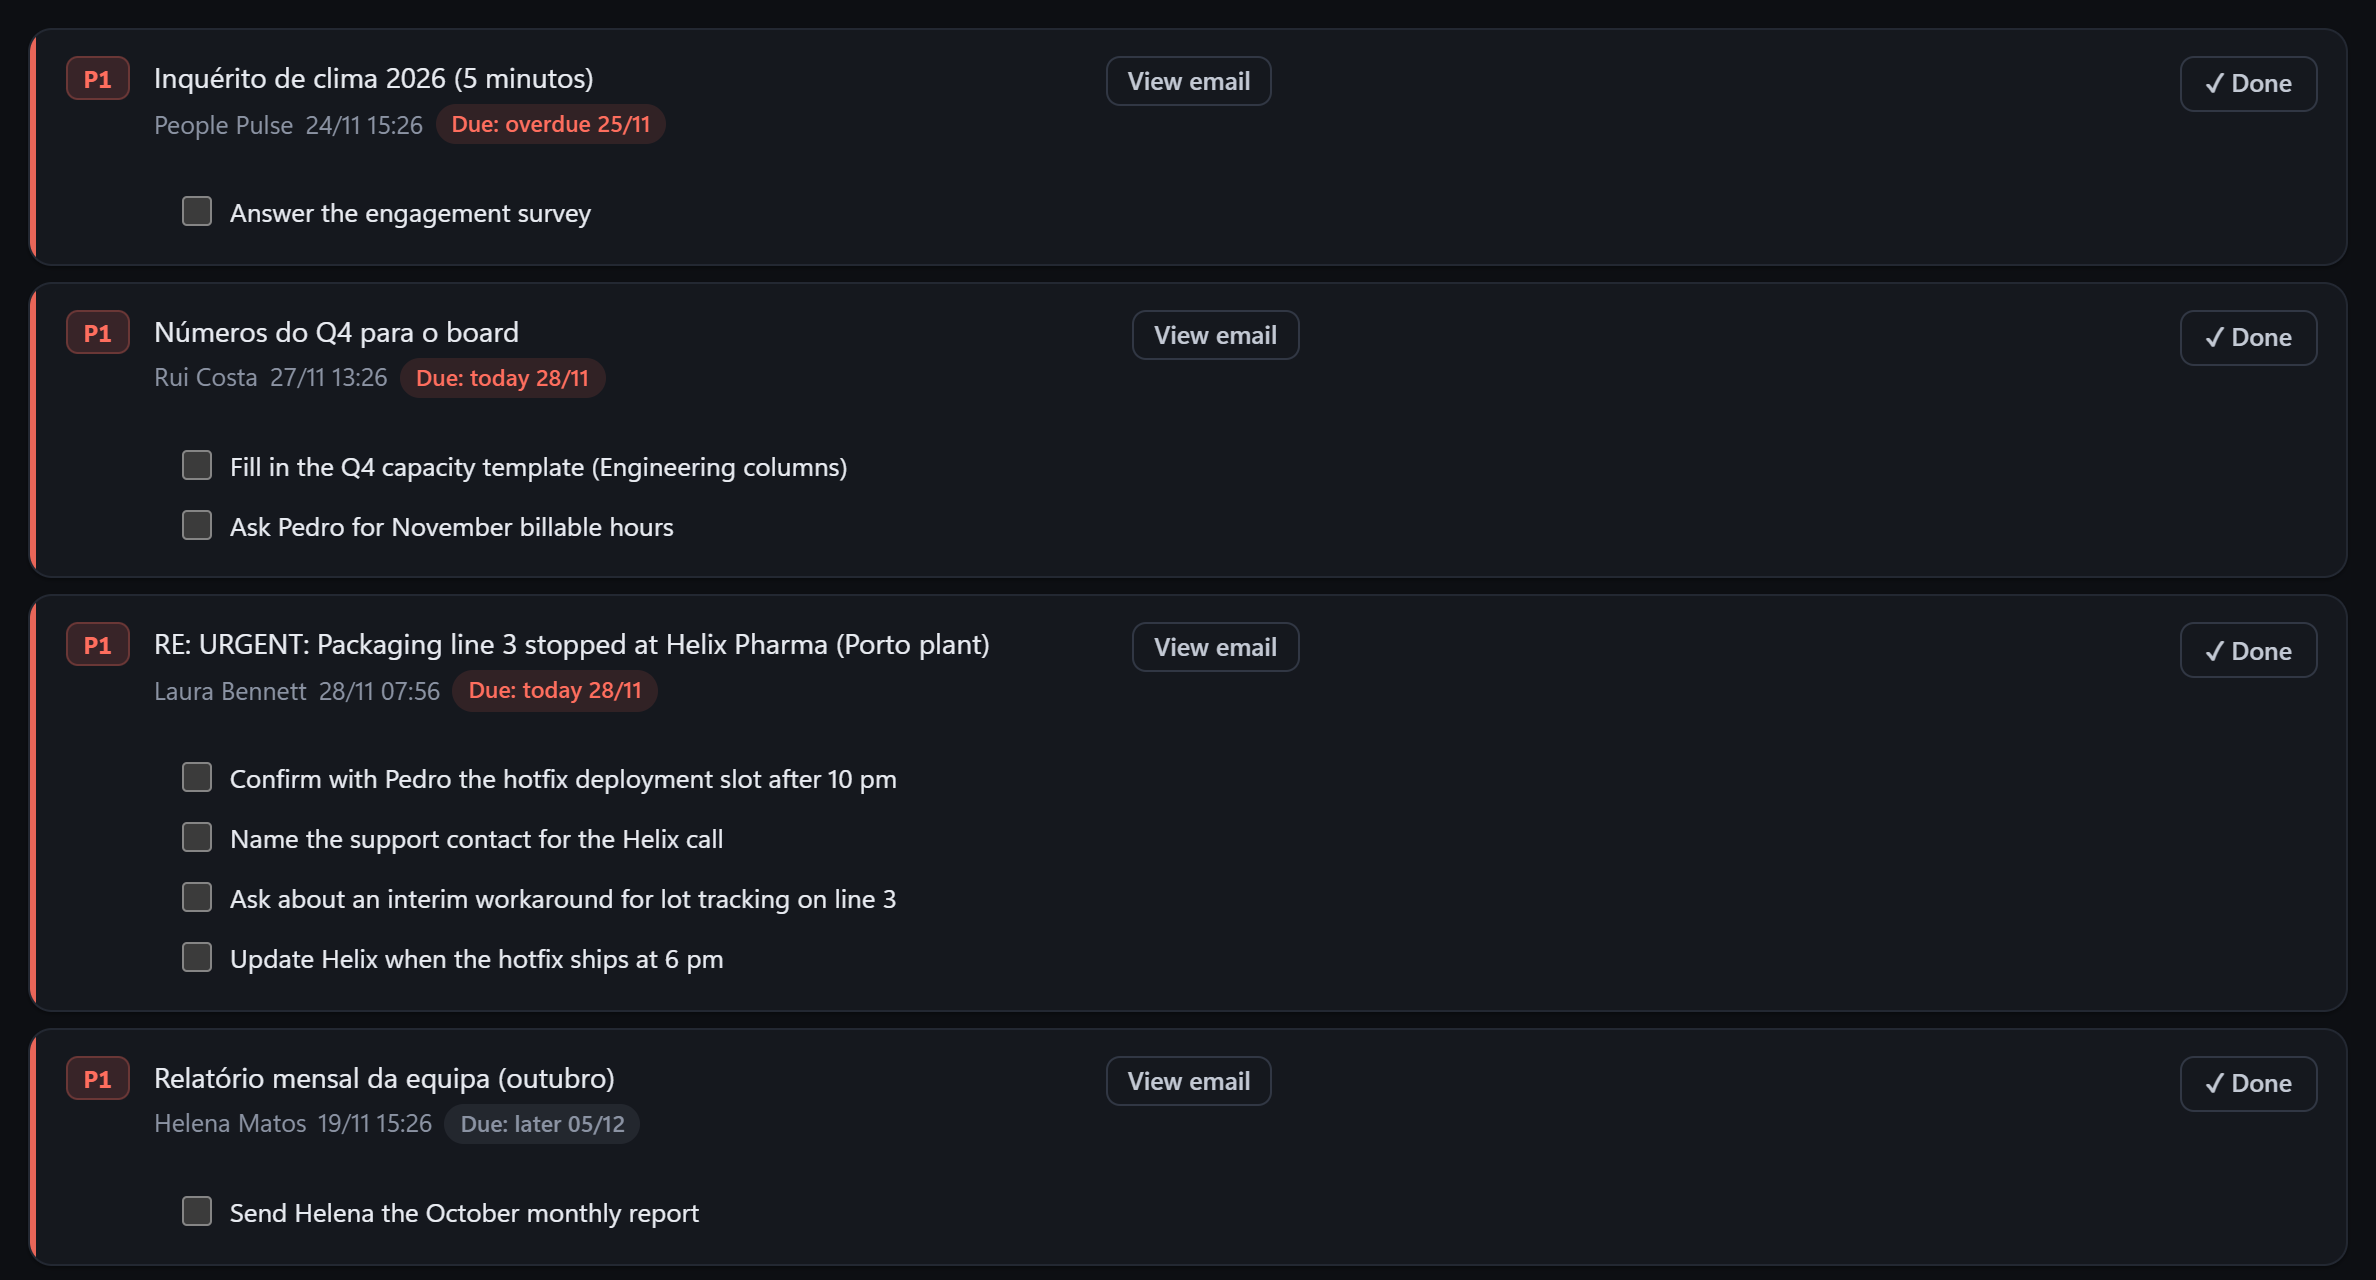 P1 Inquérito de clima 2026 (5 minutos) View email ✓ Done
People Pulse 24/11 15:26 Due: overdue 25/11
Answer the engagement survey
P1 Números do Q4 para o board View email ✓ Done
Rui Costa 27/11 13:26 Due: today 28/11
Fill in the Q4 capacity template (Engineering columns)
Ask Pedro for November billable hours
P1 RE: URGENT: Packaging line 3 stopped at Helix Pharma (Porto plant) View email ✓ Done
Laura Bennett 28/11 07:56 Due: today 28/11
Confirm with Pedro the hotfix deployment slot after 10 pm
Name the support contact for the Helix call
Ask about an interim workaround for lot tracking on line 3
Update Helix when the hotfix ships at 6 pm
P1 Relatório mensal da equipa (outubro) View email ✓ Done
Helena Matos 19/11 15:26 Due: later 05/12
Send Helena the October monthly report